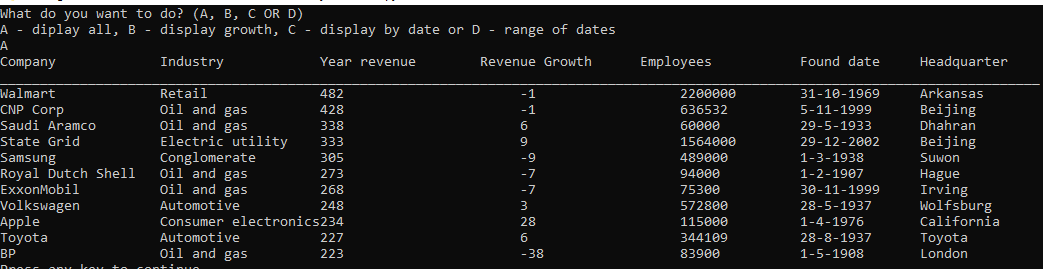 What do you want to do? (A, B, C OR D)
A - diplay all, B - display growth, C - display by date or D - range of dates
A
Company Industry Year revenue Revenue Growth Employees Found date Headquarter
Walmart Retail 482 -1 2200000 31-10-1969 Arkansas
CNP Corp Oil and gas 428 -1 636532 5-11-1999 Beijing
Saudi Aramco Oil and gas 338 6 60000 29-5-1933 Dhahran
State Grid Electric utility 333 9 1564000 29-12-2002 Beijing
Samsung Conglomerate 305 -9 489000 1-3-1938 Suwon
Royal Dutch Shell Oil and gas 273 -7 94000 1-2-1907 Hague
ExxonMobil Oil and gas 268 -7 75300 30-11-1999 Irving
Volkswagen Automotive 248 3 572800 28-5-1937 Wolfsburg
Apple Consumer electronics234 28 115000 1-4-1976 California
Toyota Automotive 227 6 344109 28-8-1937 Toyota
BP Oil and gas 223 -38 83900 1-5-1908 London
Press any key to continue